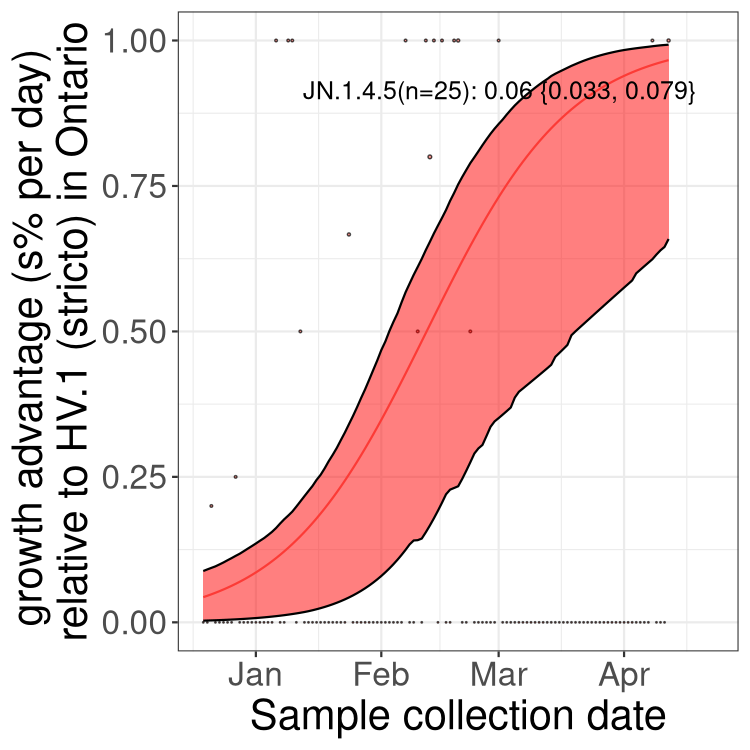 growth advantage (s% per day)
relative to HV.1 (stricto) in Ontario
1.00
0.75
0.50
0.25
0.00
JN.1.4.5(n=25): 0.06 {0.033, 0.079}
Jan Feb Mar Apr
Sample collection date